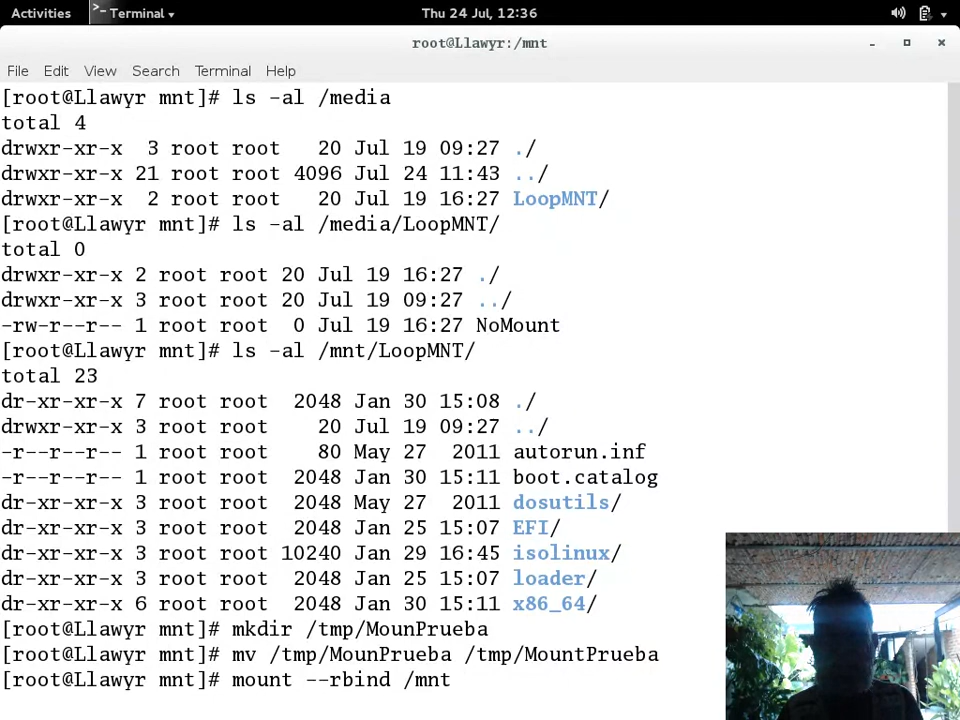 Activities >_ Terminal ▾ Thu 24 Jul, 12:36
root@Llawyr:/mnt
File Edit View Search Terminal Help
[root@Llawyr mnt]# ls -al /media
total 4
drwxr-xr-x  3 root root   20 Jul 19 09:27 ./
drwxr-xr-x 21 root root 4096 Jul 24 11:43 ../
drwxr-xr-x  2 root root   20 Jul 19 16:27 LoopMNT/
[root@Llawyr mnt]# ls -al /media/LoopMNT/
total 0
drwxr-xr-x 2 root root 20 Jul 19 16:27 ./
drwxr-xr-x 3 root root 20 Jul 19 09:27 ../
-rw-r--r-- 1 root root  0 Jul 19 16:27 NoMount
[root@Llawyr mnt]# ls -al /mnt/LoopMNT/
total 23
dr-xr-xr-x 7 root root  2048 Jan 30 15:08 ./
drwxr-xr-x 3 root root    20 Jul 19 09:27 ../
-r--r--r-- 1 root root    80 May 27  2011 autorun.inf
-r--r--r-- 1 root root  2048 Jan 30 15:11 boot.catalog
dr-xr-xr-x 3 root root  2048 May 27  2011 dosutils/
dr-xr-xr-x 3 root root  2048 Jan 25 15:07 EFI/
dr-xr-xr-x 3 root root 10240 Jan 29 16:45 isolinux/
dr-xr-xr-x 3 root root  2048 Jan 25 15:07 loader/
dr-xr-xr-x 6 root root  2048 Jan 30 15:11 x86_64/
[root@Llawyr mnt]# mkdir /tmp/MounPrueba
[root@Llawyr mnt]# mv /tmp/MounPrueba /tmp/MountPrueba
[root@Llawyr mnt]# mount --rbind /mnt